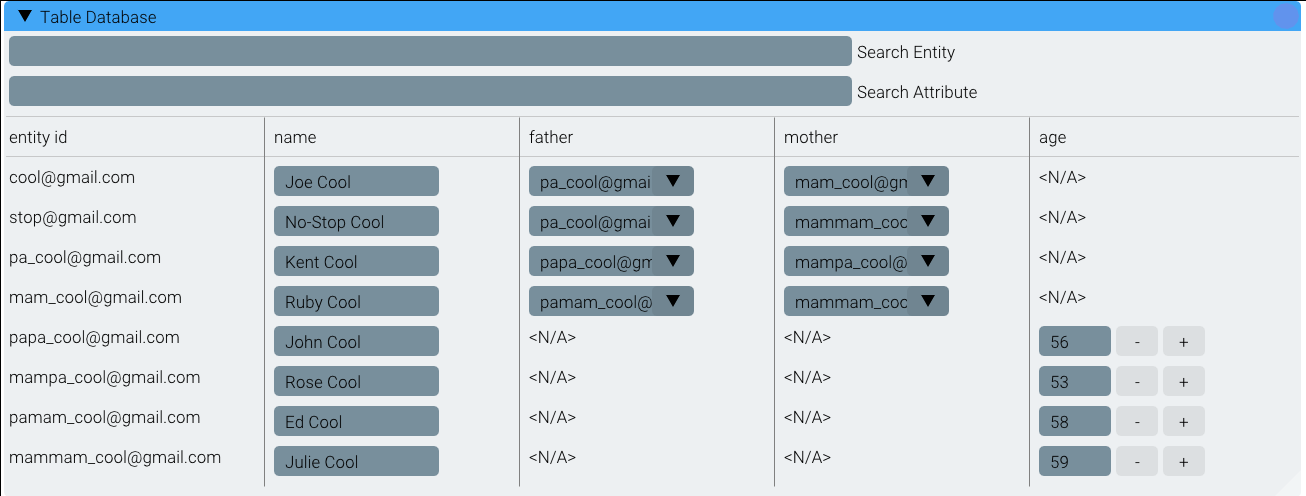 ▼ Table Database
Search Entity
Search Attribute
entity id name father mother age
cool@gmail.com Joe Cool pa_cool@gmai ▼ mam_cool@gm ▼ <N/A>
stop@gmail.com No-Stop Cool pa_cool@gmai ▼ mammam_coo ▼ <N/A>
pa_cool@gmail.com Kent Cool papa_cool@gm ▼ mampa_cool@ ▼ <N/A>
mam_cool@gmail.com Ruby Cool pamam_cool@ ▼ mammam_coo ▼ <N/A>
papa_cool@gmail.com John Cool <N/A> <N/A> 56 - +
mampa_cool@gmail.com Rose Cool <N/A> <N/A> 53 - +
pamam_cool@gmail.com Ed Cool <N/A> <N/A> 58 - +
mammam_cool@gmail.com Julie Cool <N/A> <N/A> 59 - +